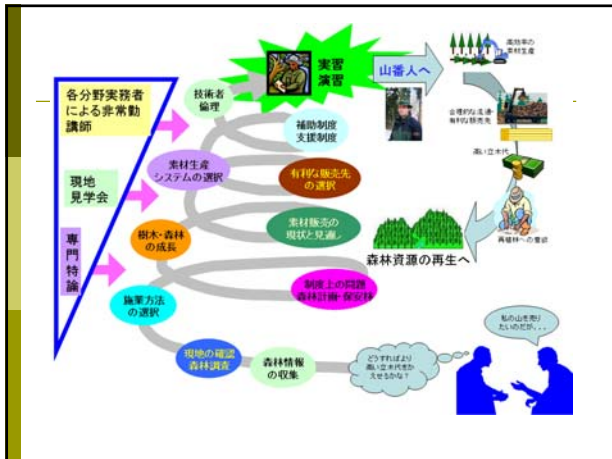 各分野実務者
による非常勤
講師
現地
見学会
専門
特論
技術者
倫理
実習
演習
山番人へ
高効率の
素材生産
補助制度
支援制度
合理的な流通
有利な販売先
素材生産
システムの選択
有利な販売先
の選択
高い立木代
素材販売の
現状と見通し
樹木・森林
の成長
再植林への意欲
森林資源の再生へ
制度上の問題
森林計画・保安林
施業方法
の選択
現地の確認
森林調査
森林情報
の収集
どうすればより
高い立木代をか
えせるかな?
私の山を売り
たいのだが...